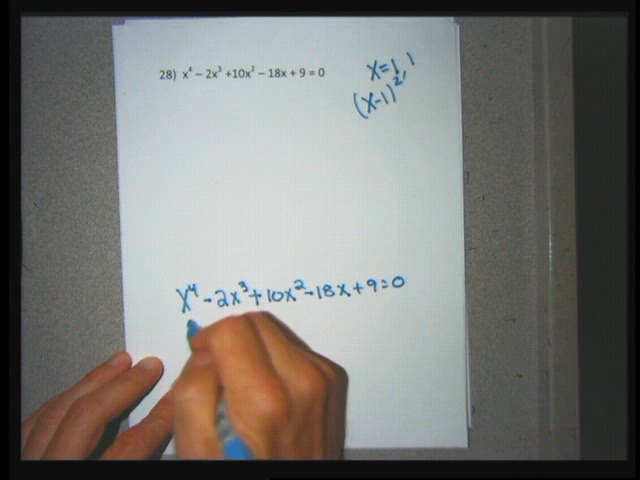 28) x⁴ – 2x³ +10x² – 18x + 9 = 0
x=1,1
(x-1)²
x⁴-2x³+10x²-18x+9=0